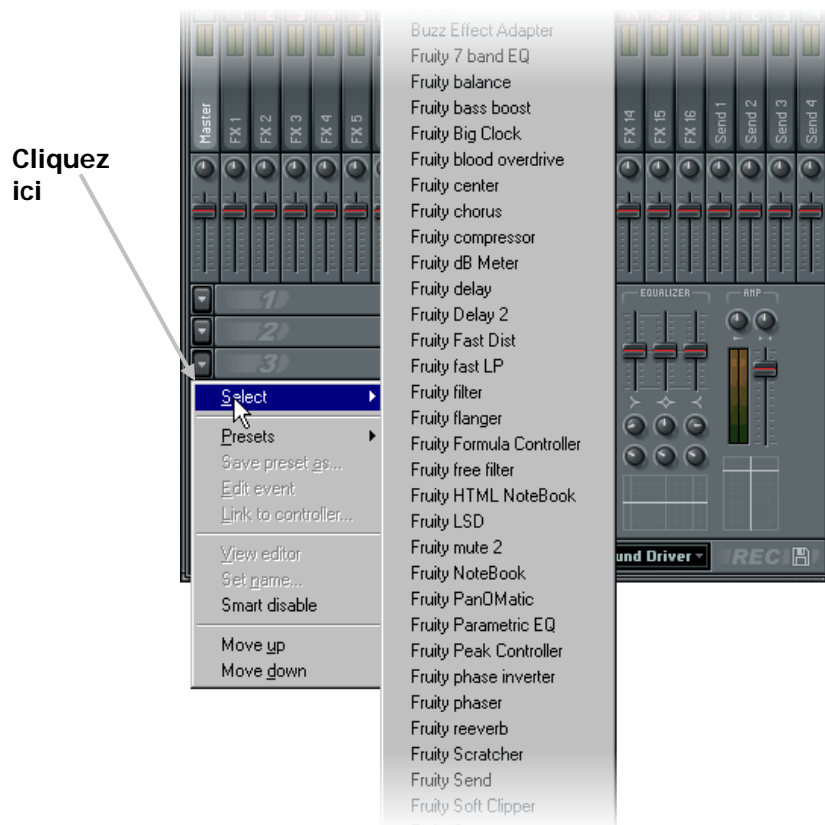 Cliquez
ici
Master
FX 1
FX 2
FX 3
FX 4
FX 5
1
2
3
Select
Presets
Save preset as...
Edit event
Link to controller...
View editor
Set name...
Smart disable
Move up
Move down
Buzz Effect Adapter
Fruity 7 band EQ
Fruity balance
Fruity bass boost
Fruity Big Clock
Fruity blood overdrive
Fruity center
Fruity chorus
Fruity compressor
Fruity dB Meter
Fruity delay
Fruity Delay 2
Fruity Fast Dist
Fruity fast LP
Fruity filter
Fruity flanger
Fruity Formula Controller
Fruity free filter
Fruity HTML NoteBook
Fruity LSD
Fruity mute 2
Fruity NoteBook
Fruity PanOMatic
Fruity Parametric EQ
Fruity Peak Controller
Fruity phase inverter
Fruity phaser
Fruity reeverb
Fruity Scratcher
Fruity Send
Fruity Soft Clipper
FX 14
FX 15
FX 16
Send 1
Send 2
Send 3
Send 4
EQUALIZER
AMP
und Driver
REC